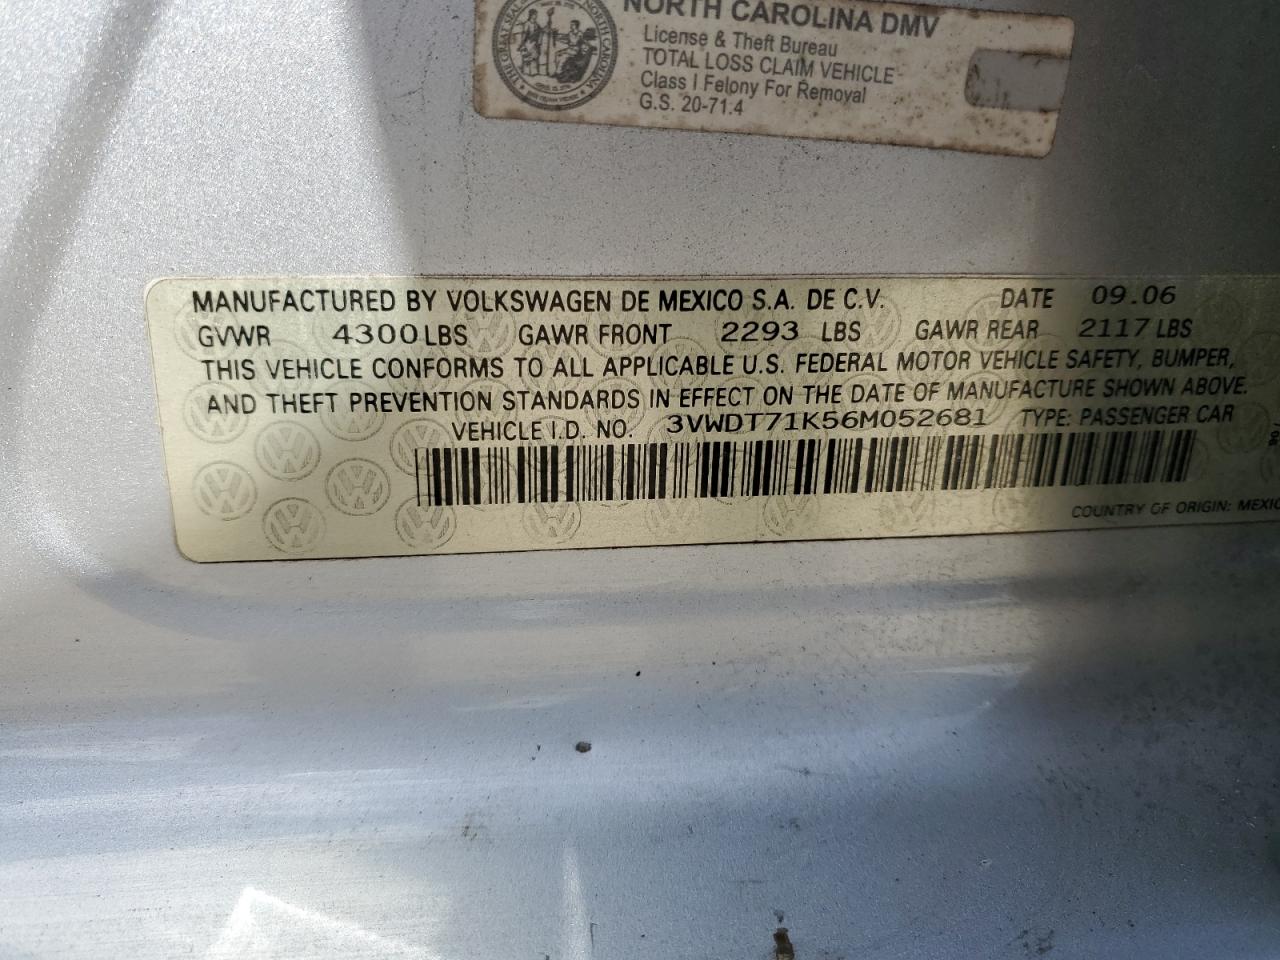 NORTH CAROLINA DMV
License & Theft Bureau
TOTAL LOSS CLAIM VEHICLE
Class I Felony For Removal
G.S. 20-71.4
MANUFACTURED BY VOLKSWAGEN DE MEXICO S.A. DE C.V. DATE 09.06
GVWR 4300 LBS GAWR FRONT 2293 LBS GAWR REAR 2117 LBS
THIS VEHICLE CONFORMS TO ALL APPLICABLE U.S. FEDERAL MOTOR VEHICLE SAFETY, BUMPER,
AND THEFT PREVENTION STANDARDS IN EFFECT ON THE DATE OF MANUFACTURE SHOWN ABOVE.
VEHICLE I.D. NO. 3VWDT71K56M052681 TYPE: PASSENGER CAR
COUNTRY OF ORIGIN: MEXIC